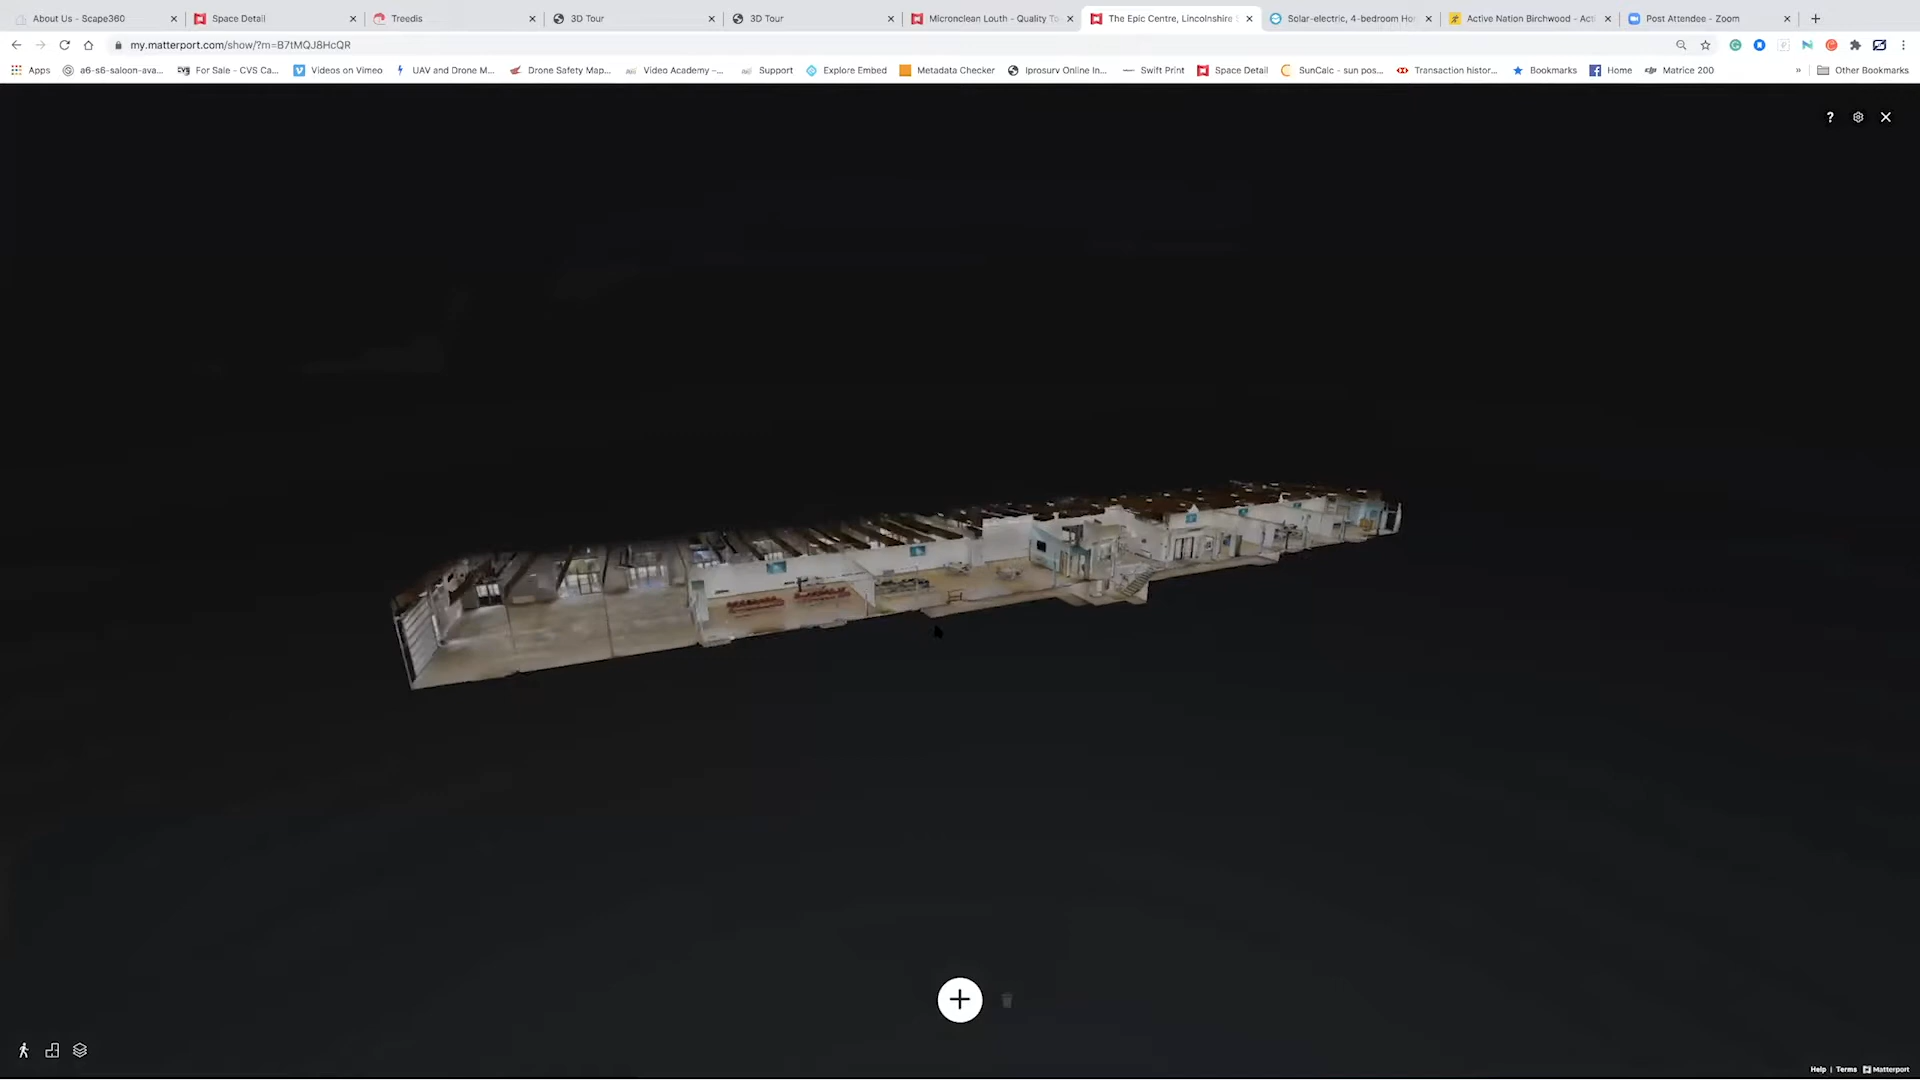 About Us - Scape360
Space Detail
Treedis
3D Tour
3D Tour
Micronclean Louth - Quality To
The Epic Centre, Lincolnshire
Solar-electric, 4-bedroom Hor
Active Nation Birchwood - Act
Post Attendee - Zoom
my.matterport.com/show/?m=B7tMQJ8HcQR
Apps
a6-s6-saloon-ava...
For Sale - CVS Ca...
Videos on Vimeo
UAV and Drone M...
Drone Safety Map...
Video Academy –...
Support
Explore Embed
Metadata Checker
Iprosurv Online In...
Swift Print
Space Detail
SunCalc - sun pos...
Transaction histor...
Bookmarks
Home
Matrice 200
»
Other Bookmarks
?
Help | Terms Matterport